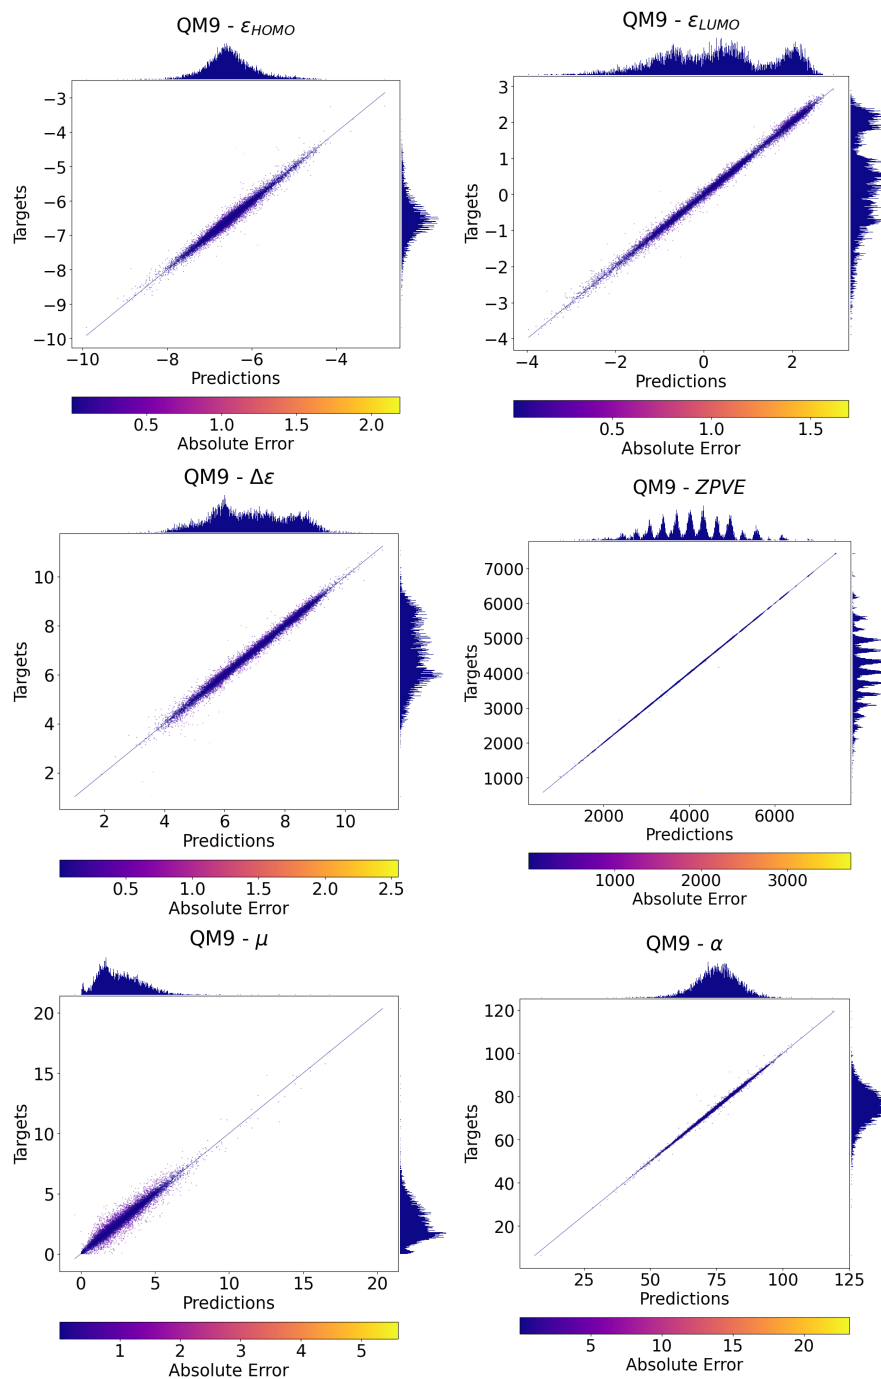 QM9 - εHOMO
−3
−4
−5
−6
−7
−8
−9
−10
Targets
−10 −8 −6 −4
Predictions
0.5 1.0 1.5 2.0
Absolute Error
QM9 - εLUMO
3
2
1
0
−1
−2
−3
−4
Targets
−4 −2 0 2
Predictions
0.5 1.0 1.5
Absolute Error
QM9 - Δε
10
8
6
4
2
Targets
2 4 6 8 10
Predictions
0.5 1.0 1.5 2.0 2.5
Absolute Error
QM9 - ZPVE
7000
6000
5000
4000
3000
2000
1000
Targets
2000 4000 6000
Predictions
1000 2000 3000
Absolute Error
QM9 - μ
20
15
10
5
0
Targets
0 5 10 15 20
Predictions
1 2 3 4 5
Absolute Error
QM9 - α
120
100
80
60
40
20
Targets
25 50 75 100 125
Predictions
5 10 15 20
Absolute Error